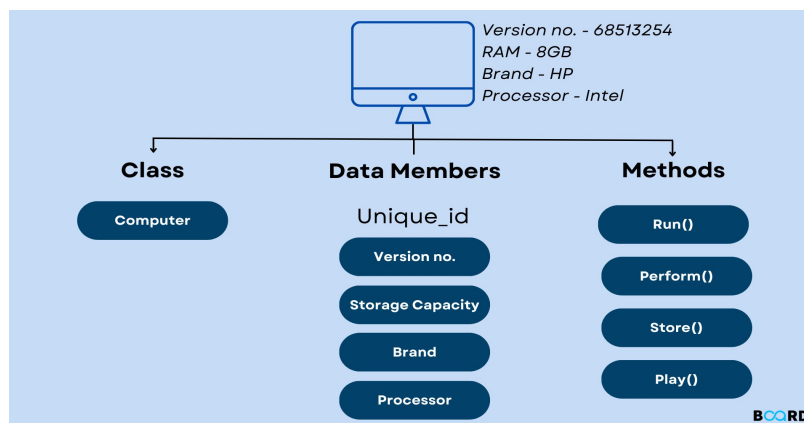 Version no. - 68513254
RAM - 8GB
Brand - HP
Processor - Intel
Class
Data Members
Methods
Computer
Unique_id
Version no.
Storage Capacity
Brand
Processor
Run()
Perform()
Store()
Play()
BOARD